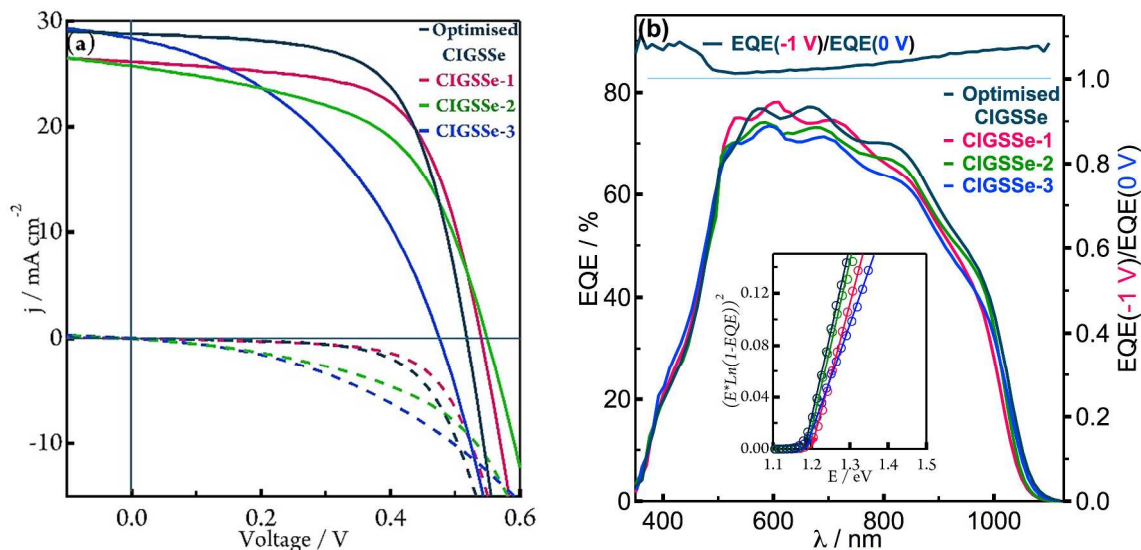 (a)
Optimised
CIGSSe
CIGSSe-1
CIGSSe-2
CIGSSe-3
30
20
10
0
-10
j / mA cm-2
0.0
0.2
0.4
0.6
Voltage / V
(b)
EQE(-1 V)/EQE(0 V)
Optimised
CIGSSe
CIGSSe-1
CIGSSe-2
CIGSSe-3
80
60
40
20
0
EQE / %
400
600
800
1000
λ / nm
1.0
0.8
0.6
0.4
0.2
0.0
EQE(-1 V)/EQE(0 V)
0.12
0.08
0.04
0.00
(E*Ln(1-EQE))2
1.1
1.2
1.3
1.4
1.5
E / eV